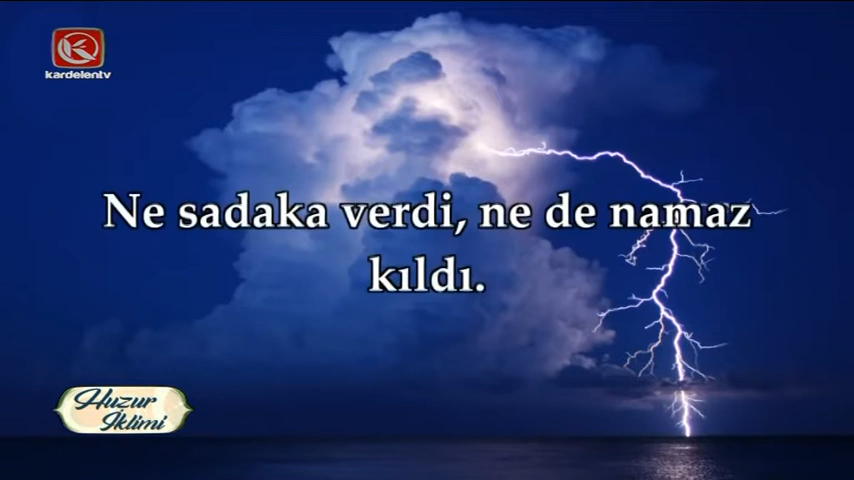 kardelentv
Ne sadaka verdi, ne de namaz
kıldı.
Huzur
İklimi